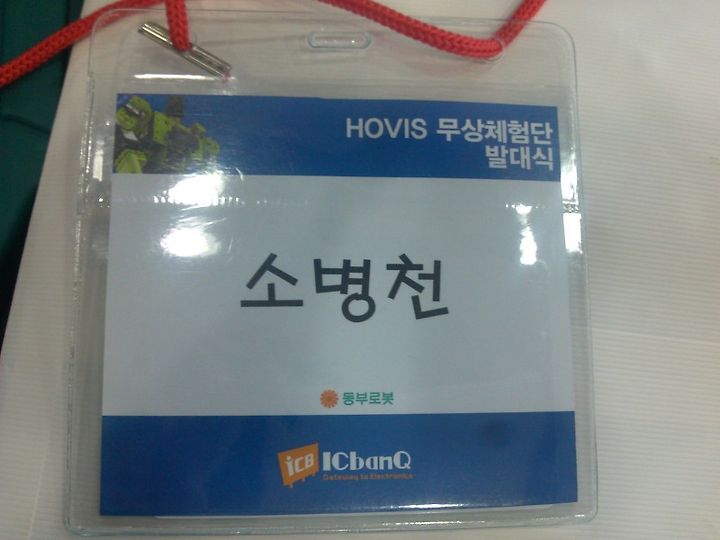 HOVIS 무상체험단
발대식
소병천
동부로봇
iCB ICbanQ
Gateway to Electronics